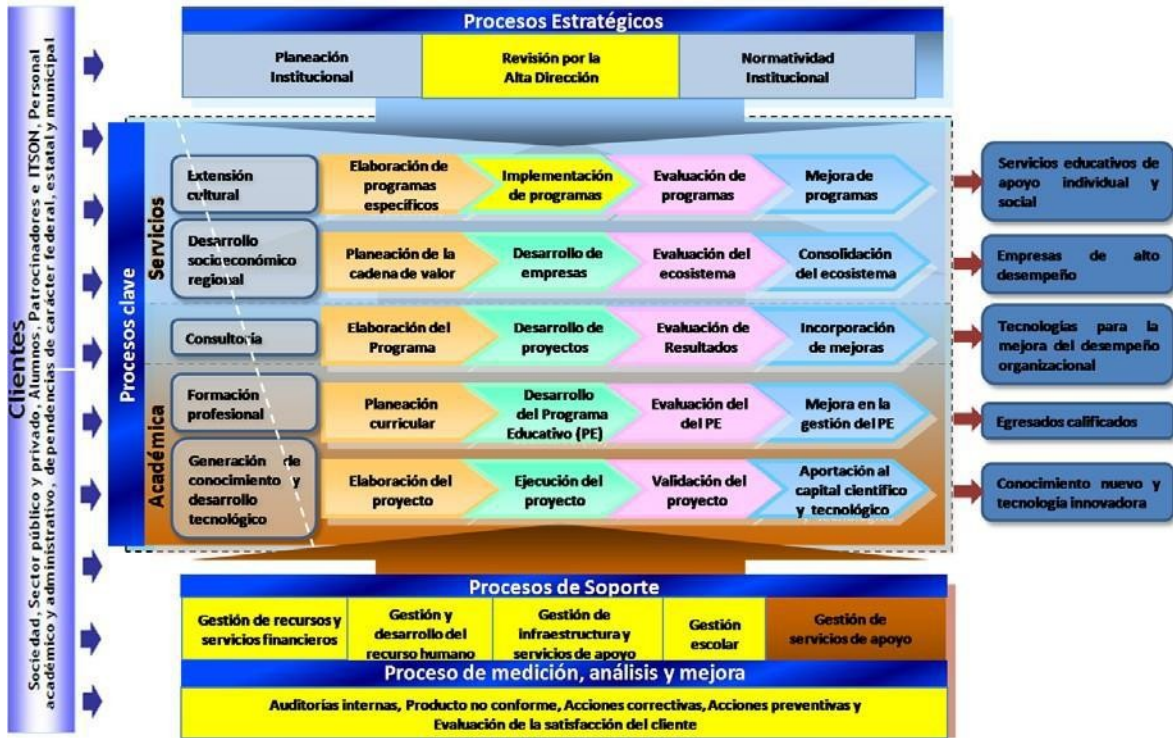 Clientes
Sociedad, Sector público y privado, Alumnos, Patrocinadores e ITSON, Personal
académico y administrativo, dependencias de carácter federal, estatal y municipal
Procesos Estratégicos
Planeación
Institucional
Revisión por la
Alta Dirección
Normatividad
Institucional
Procesos clave
Servicios
Extensión
cultural
Elaboración de
programas
específicos
Implementación
de programas
Evaluación de
programas
Mejora de
programas
Servicios educativos de
apoyo individual y
social
Desarrollo
socioeconómico
regional
Planeación de la
cadena de valor
Desarrollo de
empresas
Evaluación del
ecosistema
Consolidación
del ecosistema
Empresas de alto
desempeño
Consultoría
Elaboración del
Programa
Desarrollo de
proyectos
Evaluación de
Resultados
Incorporación
de mejoras
Tecnologías para la
mejora del desempeño
organizacional
Académica
Formación
profesional
Planeación
curricular
Desarrollo
del Programa
Educativo (PE)
Evaluación del
del PE
Mejora en la
gestión del PE
Egresados calificados
Generación de
conocimiento y
desarrollo
tecnológico
Elaboración del
proyecto
Ejecución del
proyecto
Validación del
proyecto
Aportación al
capital científico
y tecnológico
Conocimiento nuevo y
tecnología innovadora
Procesos de Soporte
Gestión de recursos y
servicios financieros
Gestión y
desarrollo del
recurso humano
Gestión de
infraestructura y
servicios de apoyo
Gestión
escolar
Gestión de
servicios de apoyo
Proceso de medición, análisis y mejora
Auditorías internas, Producto no conforme, Acciones correctivas, Acciones preventivas y
Evaluación de la satisfacción del cliente